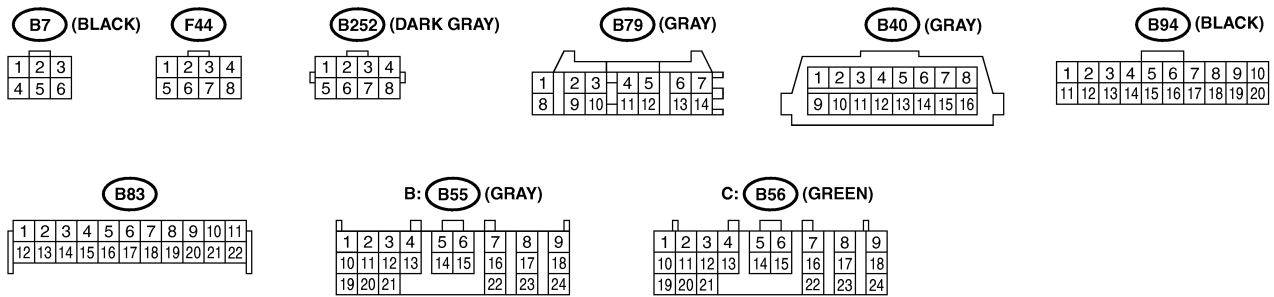 B7 (BLACK) F44 B252 (DARK GRAY) B79 (GRAY) B40 (GRAY) B94 (BLACK)
1 2 3 1 2 3 4 1 2 3 4 1 2 3 4 5 6 7 1 2 3 4 5 6 7 8 1 2 3 4 5 6 7 8 9 10
4 5 6 5 6 7 8 5 6 7 8 8 9 10 11 12 13 14 9 10 11 12 13 14 15 16 11 12 13 14 15 16 17 18 19 20
B83 B: B55 (GRAY) C: B56 (GREEN)
1 2 3 4 5 6 7 8 9 10 11 1 2 3 4 5 6 7 8 9 1 2 3 4 5 6 7 8 9
12 13 14 15 16 17 18 19 20 21 22 10 11 12 13 14 15 16 17 18 10 11 12 13 14 15 16 17 18
19 20 21 22 23 24 19 20 21 22 23 24